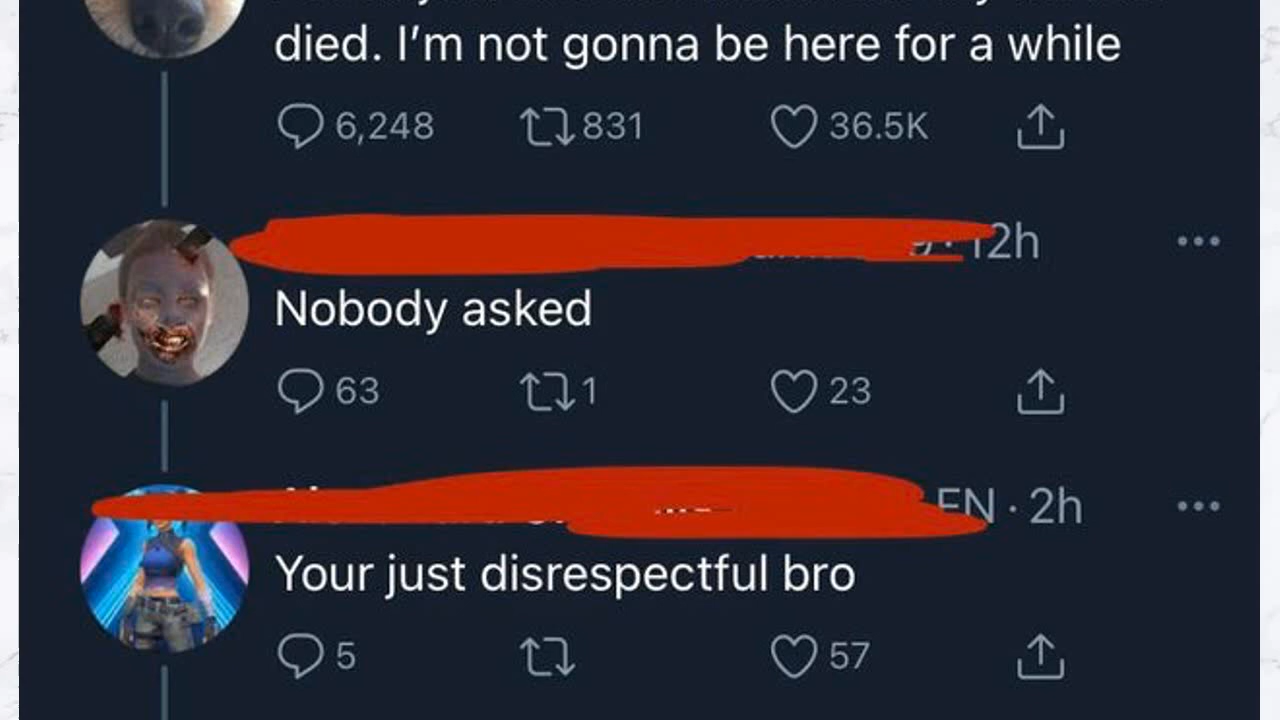 died. I’m not gonna be here for a while
6,248 831 36.5K
12h
Nobody asked
63 1 23
FN · 2h
Your just disrespectful bro
5 57